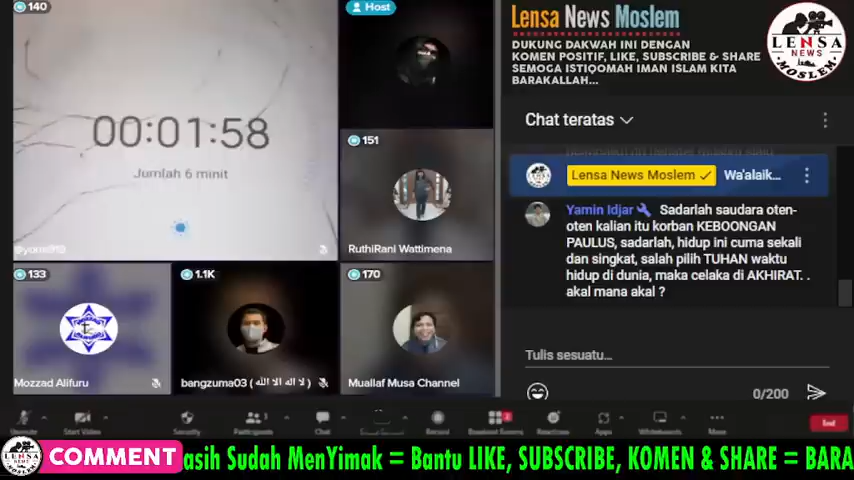 140
00:01:58
Jumlah 6 minit
@yorns910
Host
151
RuthiRani Wattimena
133
Mozzad Alifuru
1.1K
bangzuma03 ( لا اله الا الله )
170
Muallaf Musa Channel
Lensa News Moslem
DUKUNG DAKWAH INI DENGAN
KOMEN POSITIF, LIKE, SUBSCRIBE & SHARE
SEMOGA ISTIQOMAH IMAN ISLAM KITA
BARAKALLAH...
LENSA
NEWS
MOSLEM
Chat teratas
Lensa News Moslem Wa'alaik...
Yamin Idjar Sadarlah saudara oten-
oten kalian itu korban KEBOONGAN
PAULUS, sadarlah, hidup ini cuma sekali
dan singkat, salah pilih TUHAN waktu
hidup di dunia, maka celaka di AKHIRAT. .
akal mana akal ?
Tulis sesuatu...
0/200
Start Video
Security
Participants
Chat
Record
Breakout Rooms
Reactions
Apps
Whiteboards
More
End
LENSA
NEWS
MOSLEM
COMMENT
asih Sudah MenYimak = Bantu LIKE, SUBSCRIBE, KOMEN & SHARE = BARA